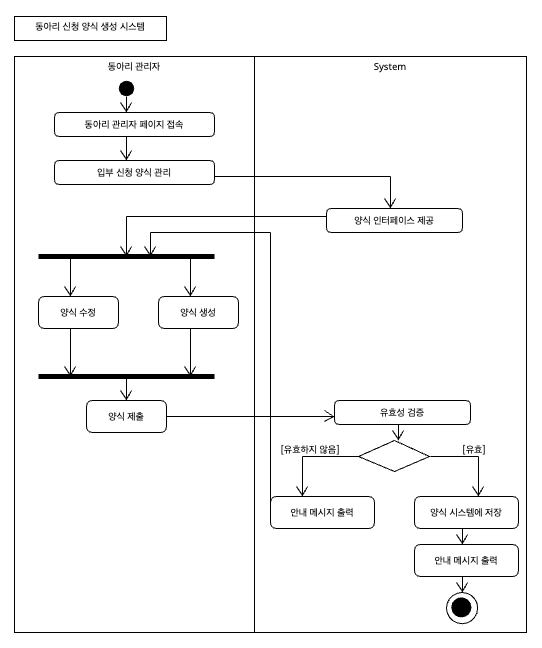 동아리 신청 양식 생성 시스템
동아리 관리자
System
동아리 관리자 페이지 접속
입부 신청 양식 관리
양식 인터페이스 제공
양식 수정
양식 생성
양식 제출
유효성 검증
[유효하지 않음]
[유효]
안내 메시지 출력
양식 시스템에 저장
안내 메시지 출력